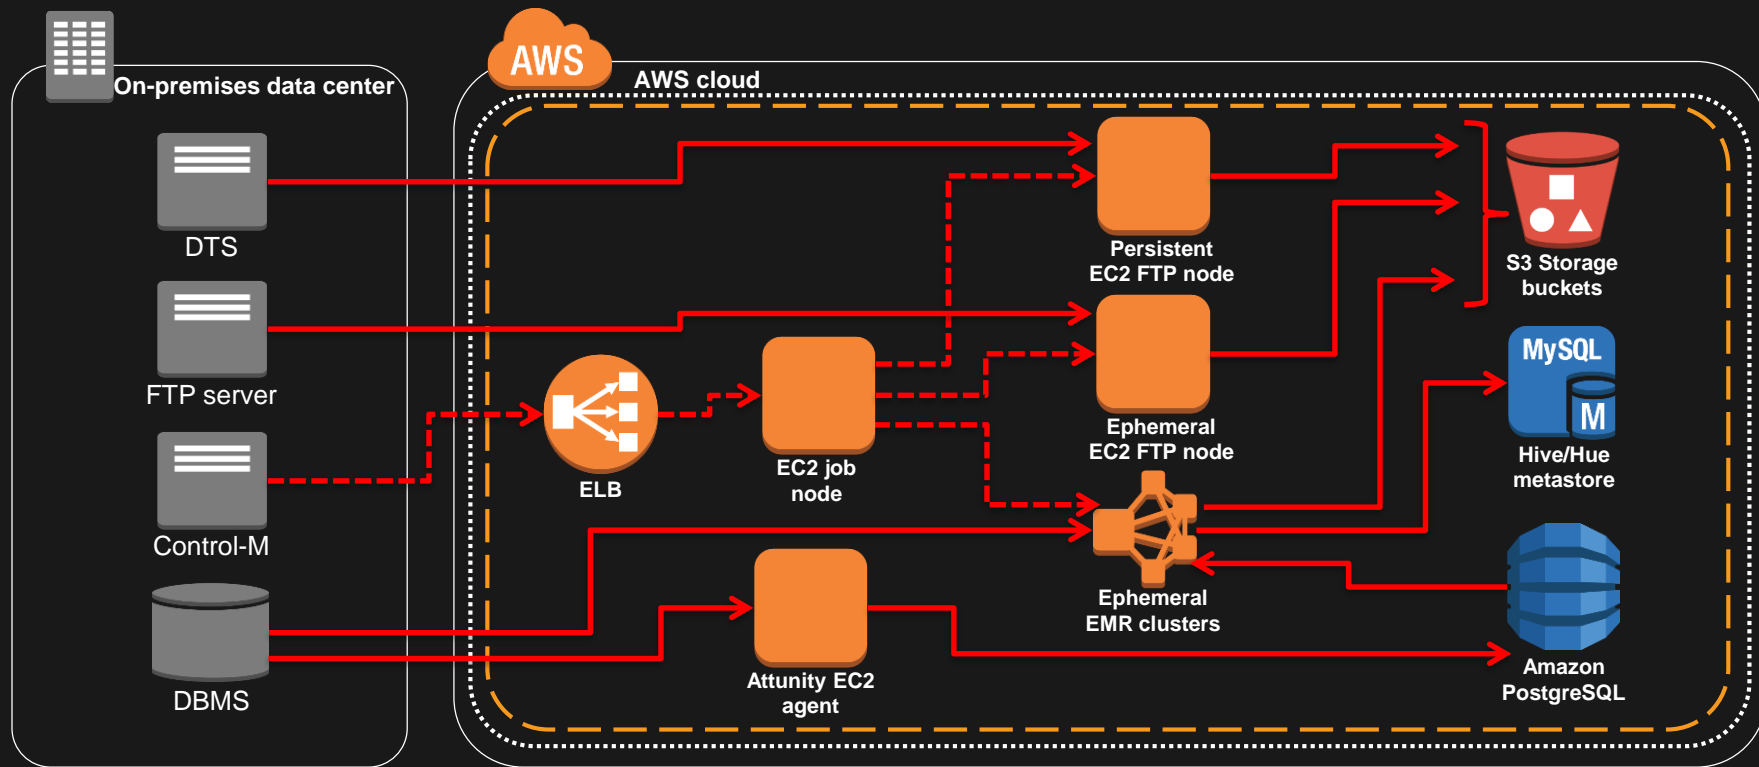 AWS
On-premises data center
AWS cloud
DTS
FTP server
Control-M
DBMS
ELB
EC2 job
node
Attunity EC2
agent
Persistent
EC2 FTP node
Ephemeral
EC2 FTP node
Ephemeral
EMR clusters
S3 Storage
buckets
MySQL
M
Hive/Hue
metastore
Amazon
PostgreSQL